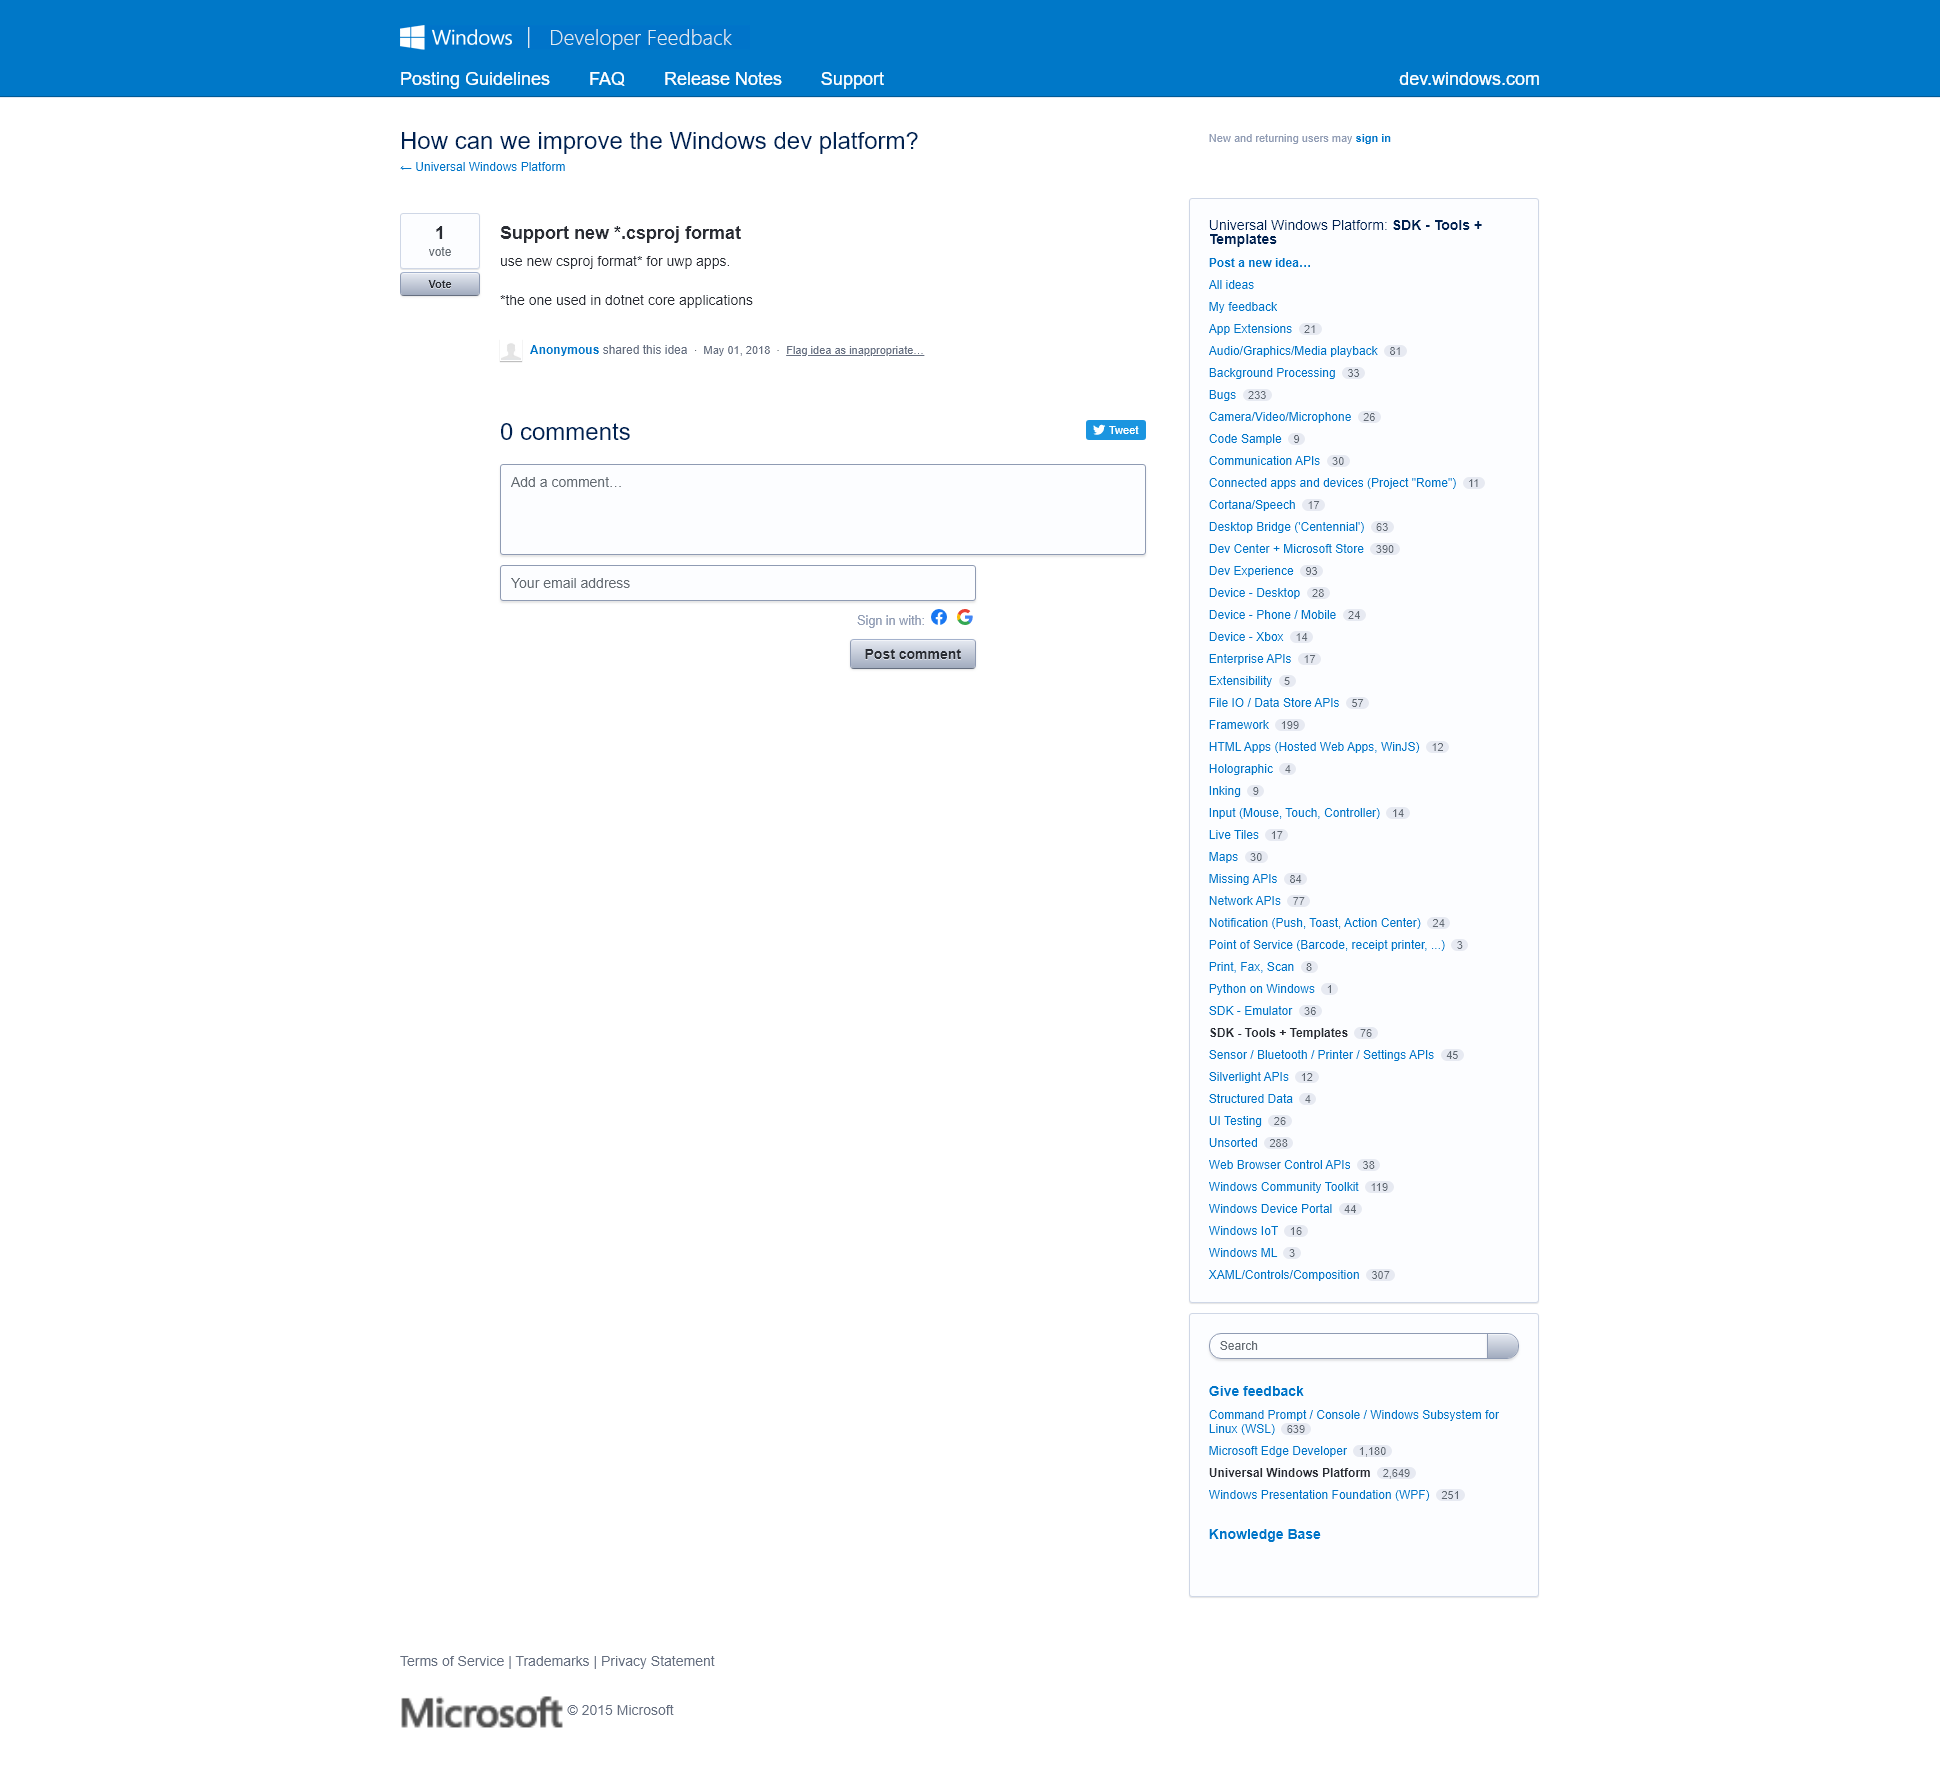 Windows | Developer Feedback
Posting Guidelines FAQ Release Notes Support dev.windows.com
How can we improve the Windows dev platform?
← Universal Windows Platform
New and returning users may sign in
1
vote
Vote
Support new *.csproj format
use new csproj format* for uwp apps.
*the one used in dotnet core applications
Anonymous shared this idea · May 01, 2018 · Flag idea as inappropriate…
0 comments
Tweet
Add a comment…
Your email address
Sign in with:
Post comment
Universal Windows Platform: SDK - Tools +
Templates
Post a new idea…
All ideas
My feedback
App Extensions 21
Audio/Graphics/Media playback 81
Background Processing 33
Bugs 233
Camera/Video/Microphone 26
Code Sample 9
Communication APIs 30
Connected apps and devices (Project "Rome") 11
Cortana/Speech 17
Desktop Bridge ('Centennial') 63
Dev Center + Microsoft Store 390
Dev Experience 93
Device - Desktop 28
Device - Phone / Mobile 24
Device - Xbox 14
Enterprise APIs 17
Extensibility 5
File IO / Data Store APIs 57
Framework 199
HTML Apps (Hosted Web Apps, WinJS) 12
Holographic 4
Inking 9
Input (Mouse, Touch, Controller) 14
Live Tiles 17
Maps 30
Missing APIs 84
Network APIs 77
Notification (Push, Toast, Action Center) 24
Point of Service (Barcode, receipt printer, ...) 3
Print, Fax, Scan 8
Python on Windows 1
SDK - Emulator 36
SDK - Tools + Templates 76
Sensor / Bluetooth / Printer / Settings APIs 45
Silverlight APIs 12
Structured Data 4
UI Testing 26
Unsorted 288
Web Browser Control APIs 38
Windows Community Toolkit 119
Windows Device Portal 44
Windows IoT 16
Windows ML 3
XAML/Controls/Composition 307
Search
Give feedback
Command Prompt / Console / Windows Subsystem for
Linux (WSL) 639
Microsoft Edge Developer 1,180
Universal Windows Platform 2,649
Windows Presentation Foundation (WPF) 251
Knowledge Base
Terms of Service | Trademarks | Privacy Statement
Microsoft © 2015 Microsoft